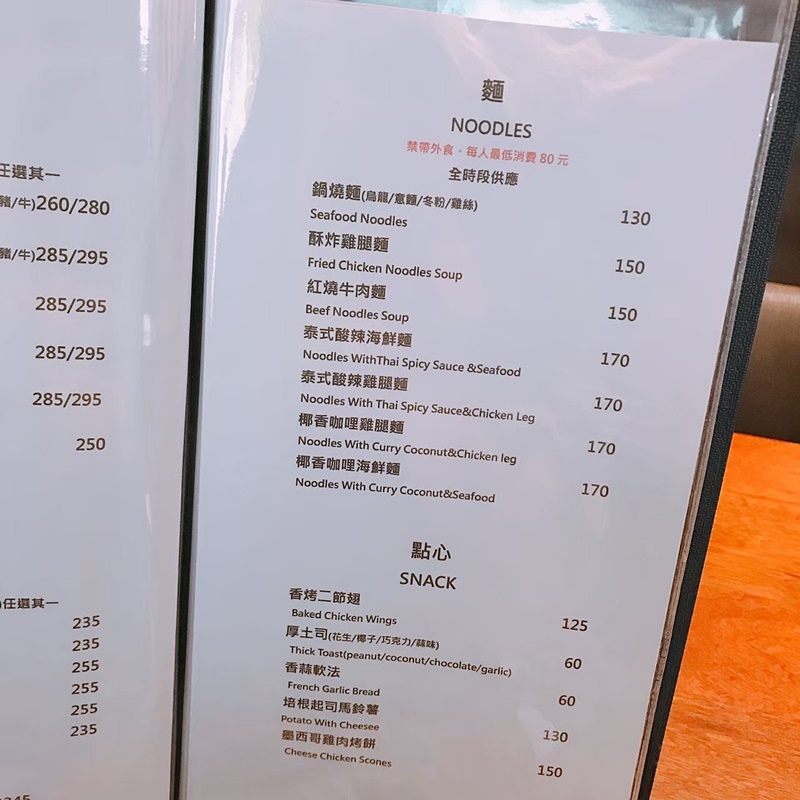 任選其一
豬/牛)260/280
豬/牛)285/295
285/295
285/295
285/295
250
)任選其一
235
235
255
255
255
235
麵
NOODLES
禁帶外食，每人最低消費 80 元
全時段供應
鍋燒麵(烏龍/意麵/冬粉/雞絲)
Seafood Noodles 130
酥炸雞腿麵
Fried Chicken Noodles Soup 150
紅燒牛肉麵
Beef Noodles Soup 150
泰式酸辣海鮮麵
Noodles WithThai Spicy Sauce &Seafood 170
泰式酸辣雞腿麵
Noodles With Thai Spicy Sauce&Chicken Leg 170
椰香咖哩雞腿麵
Noodles With Curry Coconut&Chicken leg 170
椰香咖哩海鮮麵
Noodles With Curry Coconut&Seafood 170
點心
SNACK
香烤二節翅
Baked Chicken Wings 125
厚土司(花生/椰子/巧克力/蒜味)
Thick Toast(peanut/coconut/chocolate/garlic) 60
香蒜軟法
French Garlic Bread 60
培根起司馬鈴薯
Potato With Cheesee 130
墨西哥雞肉烤餅
Cheese Chicken Scones 150